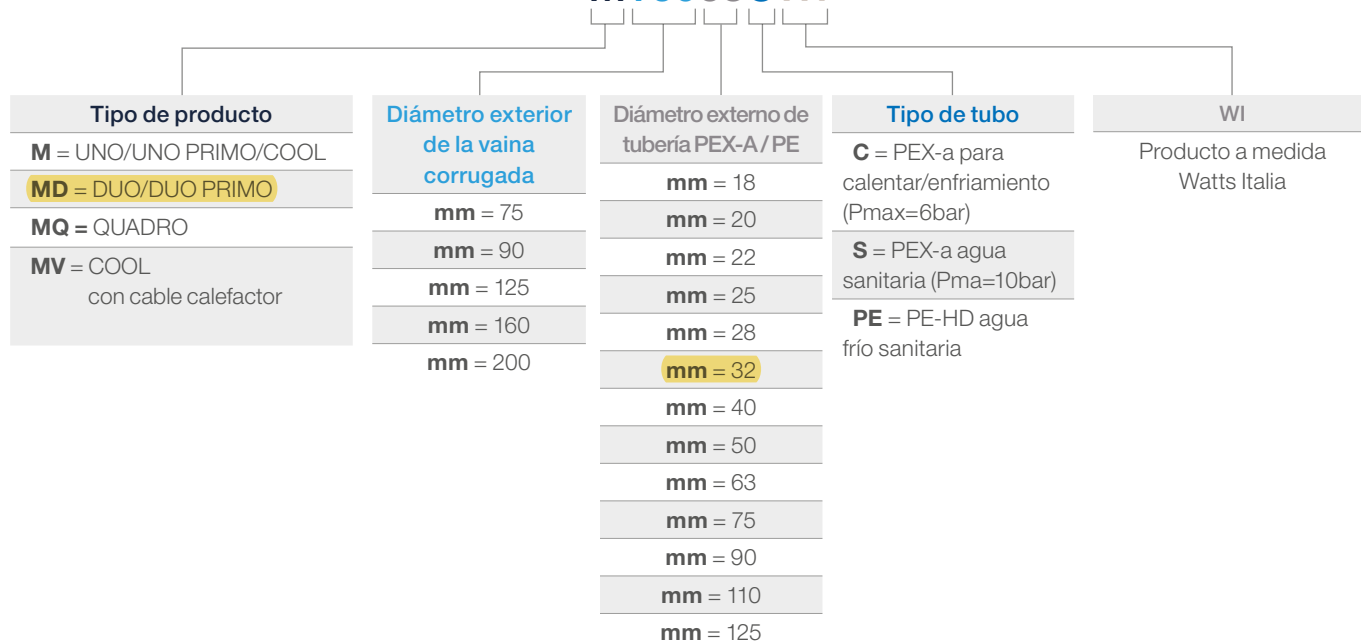 Tipo de producto
M = UNO/UNO PRIMO/COOL
MD = DUO/DUO PRIMO
MQ = QUADRO
MV = COOL
con cable calefactor
Diámetro exterior
de la vaina
corrugada
mm = 75
mm = 90
mm = 125
mm = 160
mm = 200
Diámetro externo de
tubería PEX-A / PE
mm = 18
mm = 20
mm = 22
mm = 25
mm = 28
mm = 32
mm = 40
mm = 50
mm = 63
mm = 75
mm = 90
mm = 110
mm = 125
Tipo de tubo
C = PEX-a para
calentar/enfriamiento
(Pmax=6bar)
S = PEX-a agua
sanitaria (Pma=10bar)
PE = PE-HD agua
frío sanitaria
WI
Producto a medida
Watts Italia